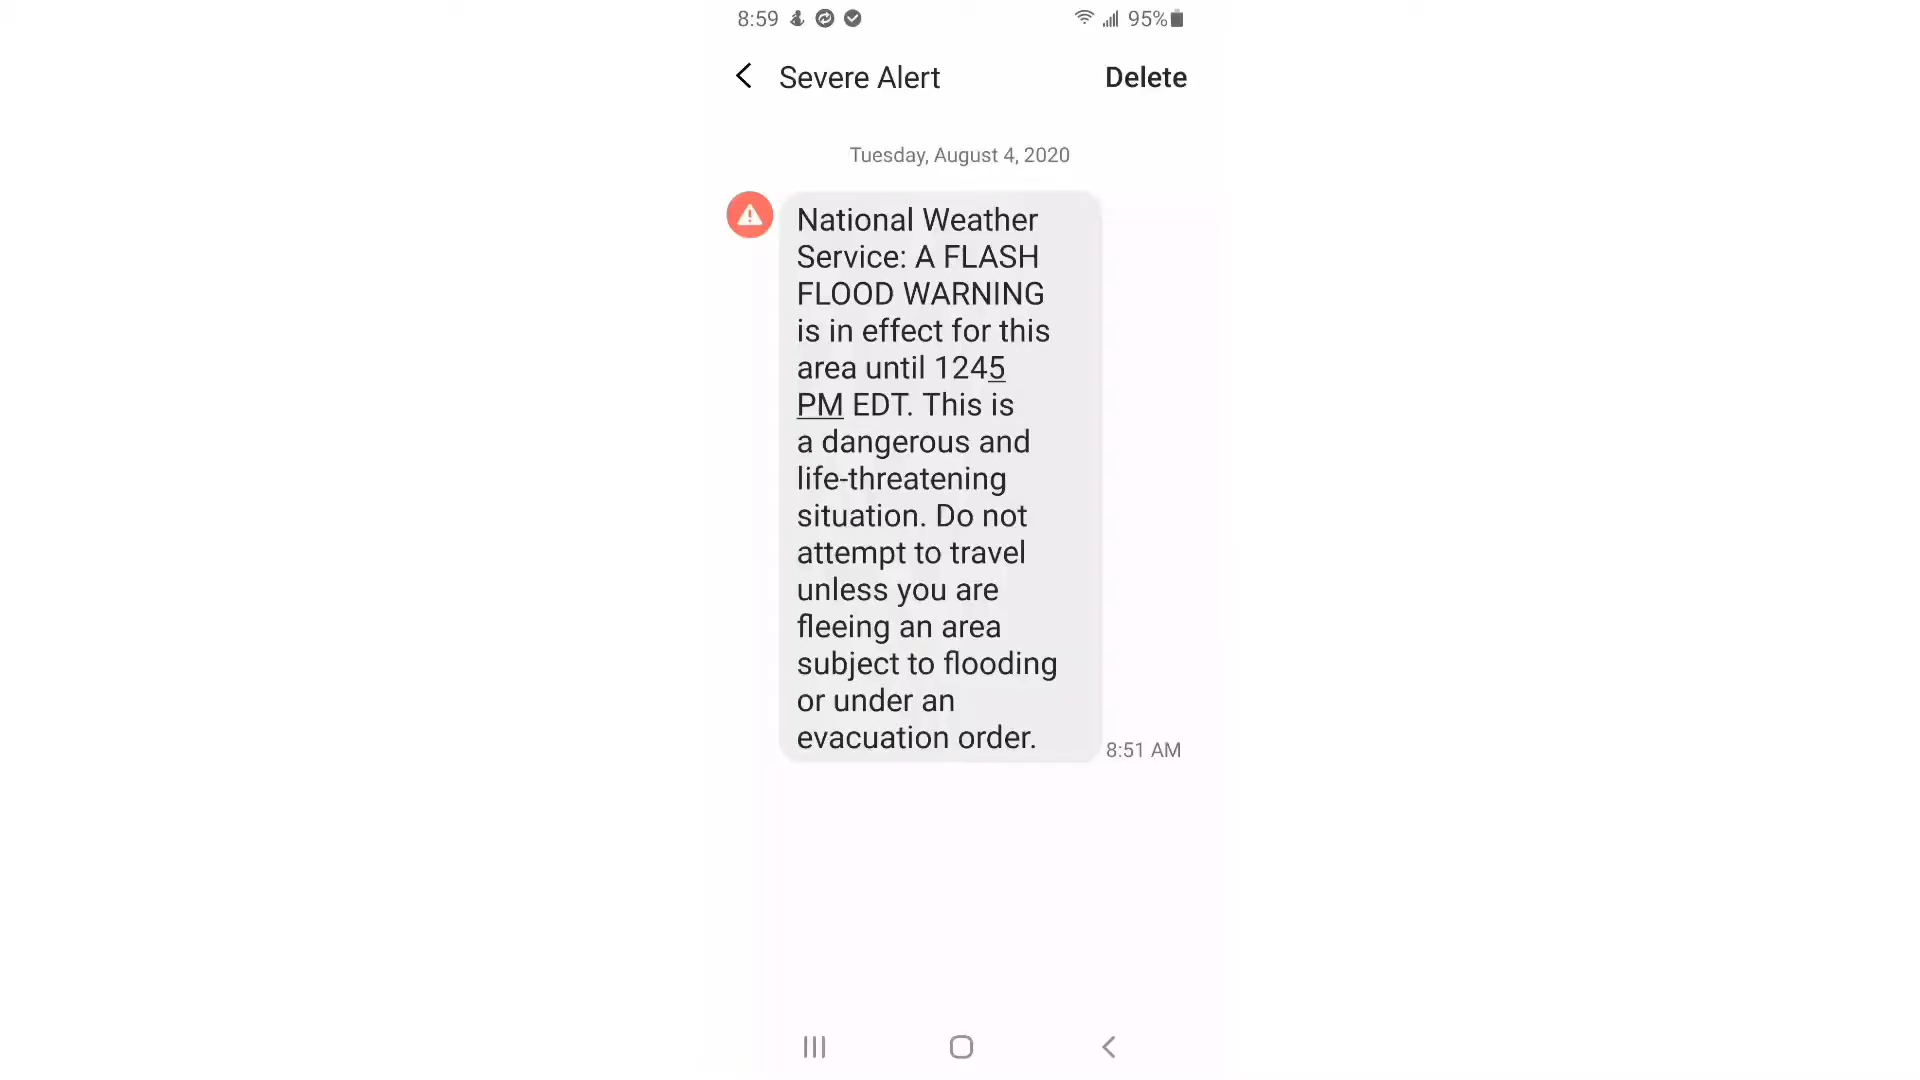 8:59 95%
Severe Alert Delete
Tuesday, August 4, 2020
National Weather
Service: A FLASH
FLOOD WARNING
is in effect for this
area until 1245
PM EDT. This is
a dangerous and
life-threatening
situation. Do not
attempt to travel
unless you are
fleeing an area
subject to flooding
or under an
evacuation order.
8:51 AM